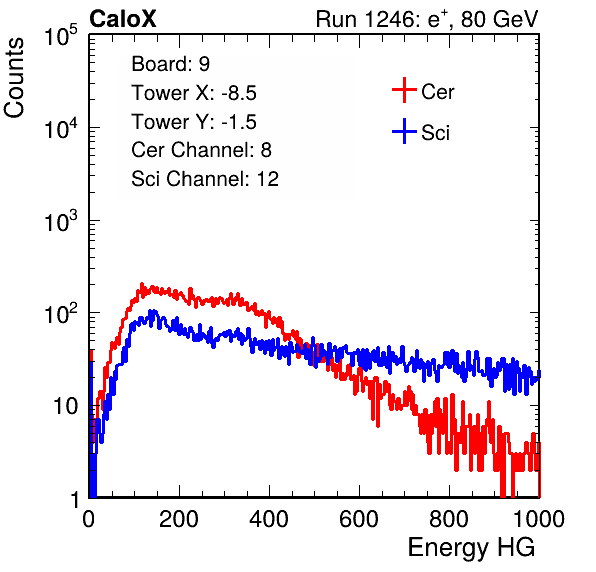 CaloX Run 1246: e⁺, 80 GeV
Counts
Board: 9
Tower X: -8.5
Tower Y: -1.5
Cer Channel: 8
Sci Channel: 12
Cer
Sci
10⁵
10⁴
10³
10²
10
1
0 200 400 600 800 1000
Energy HG